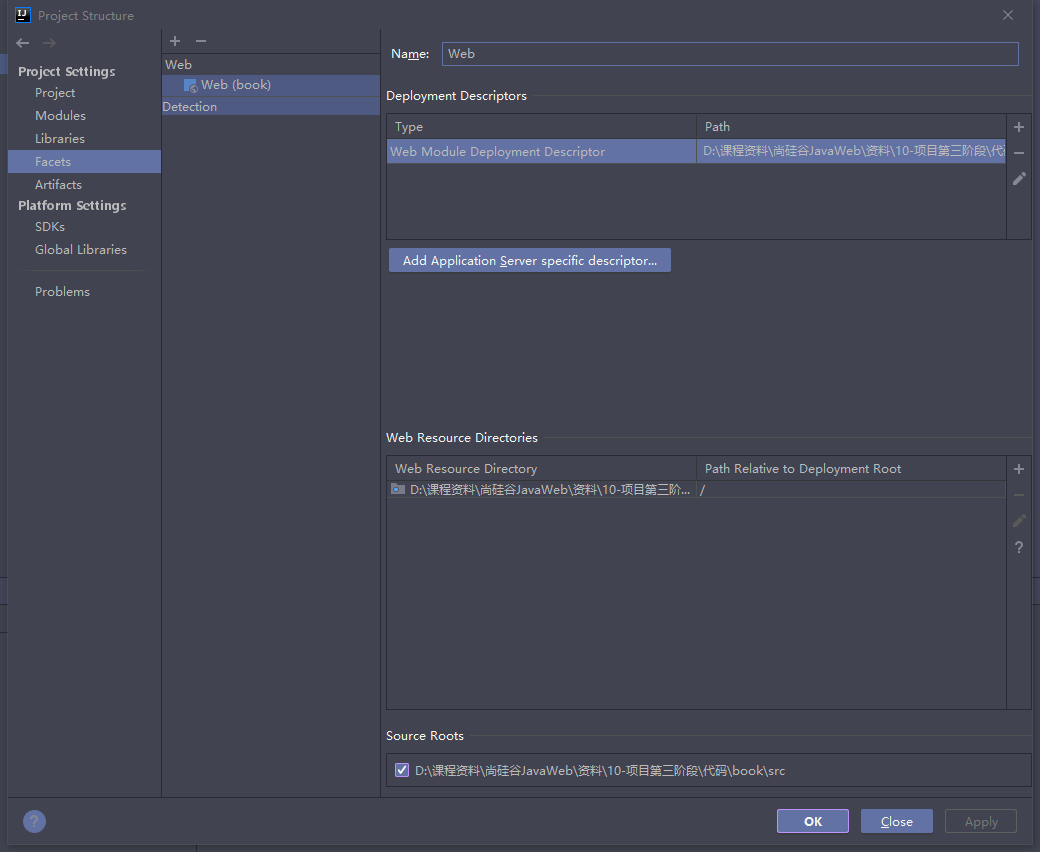 Project Structure
Project Settings
Project
Modules
Libraries
Facets
Artifacts
Platform Settings
SDKs
Global Libraries
Problems
Web
Web (book)
Detection
Name: Web
Deployment Descriptors
Type Path
Web Module Deployment Descriptor D:\课程资料\尚硅谷JavaWeb\资料\10-项目第三阶段\代
Add Application Server specific descriptor...
Web Resource Directories
Web Resource Directory Path Relative to Deployment Root
D:\课程资料\尚硅谷JavaWeb\资料\10-项目第三阶... /
?
Source Roots
D:\课程资料\尚硅谷JavaWeb\资料\10-项目第三阶段\代码\book\src
?
OK Close Apply